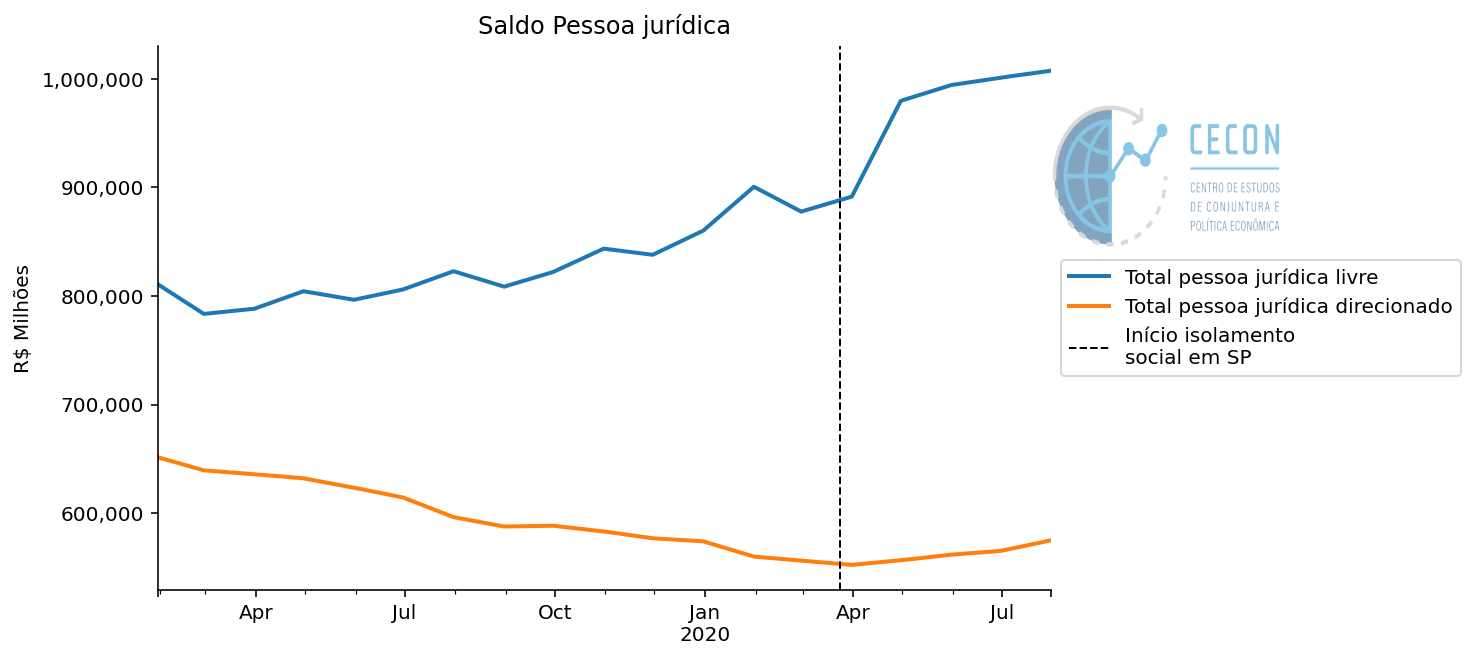 Saldo Pessoa jurídica
R$ Milhões
1,000,000
900,000
800,000
700,000
600,000
Apr
Jul
Oct
Jan
2020
Apr
Jul
CECON
CENTRO DE ESTUDOS
DE CONJUNTURA E
POLÍTICA ECONÔMICA
Total pessoa jurídica livre
Total pessoa jurídica direcionado
Início isolamento
social em SP